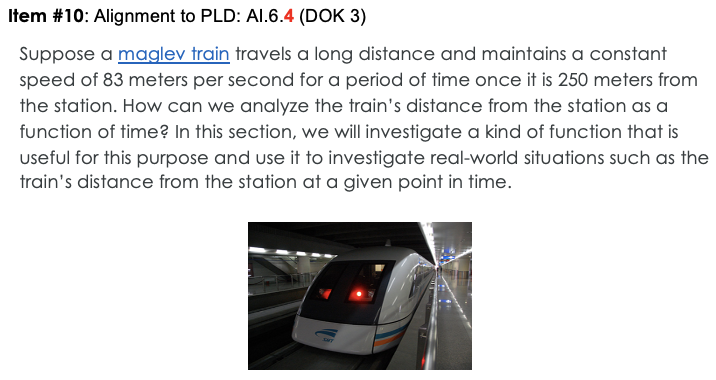 Item #10: Alignment to PLD: AI.6.4 (DOK 3)
Suppose a maglev train travels a long distance and maintains a constant
speed of 83 meters per second for a period of time once it is 250 meters from
the station. How can we analyze the train’s distance from the station as a
function of time? In this section, we will investigate a kind of function that is
useful for this purpose and use it to investigate real-world situations such as the
train’s distance from the station at a given point in time.